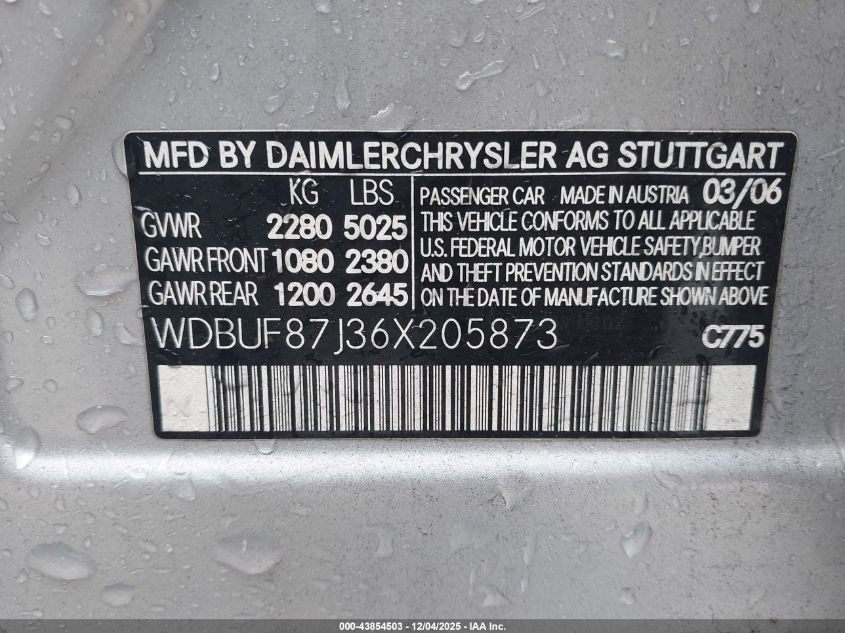 MFD BY DAIMLERCHRYSLER AG STUTTGART
KG LBS
GVWR 2280 5025
GAWR FRONT 1080 2380
GAWR REAR 1200 2645
PASSENGER CAR MADE IN AUSTRIA 03/06
THIS VEHICLE CONFORMS TO ALL APPLICABLE
U.S. FEDERAL MOTOR VEHICLE SAFETY,BUMPER
AND THEFT PREVENTION STANDARDS IN EFFECT
ON THE DATE OF MANUFACTURE SHOWN ABOVE
WDBUF87J36X205873 C775
000-43854503 - 12/04/2025 - IAA Inc.